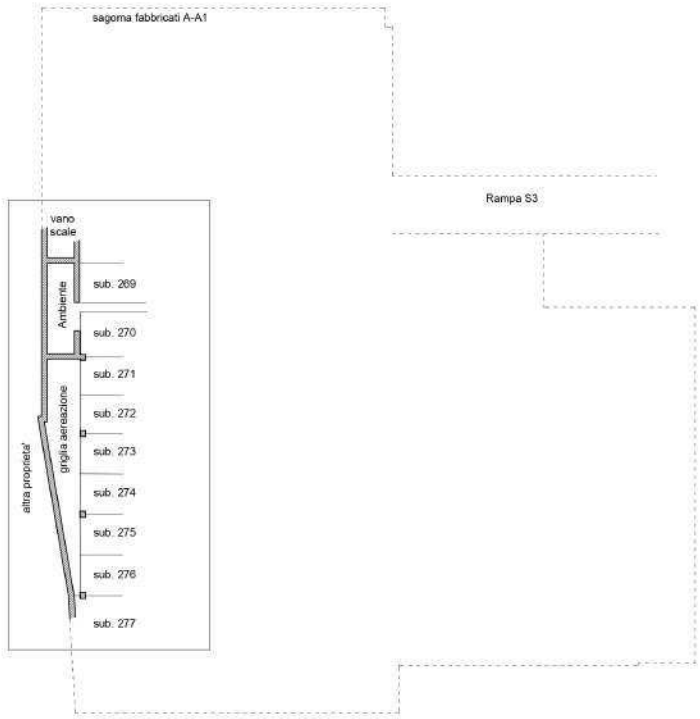 sagoma fabbricati A-A1
Rampa S3
vano
scale
sub. 269
Ambiente
sub. 270
sub. 271
griglia aereazione
sub. 272
altra proprieta'
sub. 273
sub. 274
sub. 275
sub. 276
sub. 277